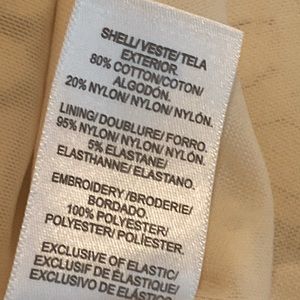 SHELL/VESTE/TELA
EXTERIOR.
80% COTTON/COTON/
ALGODÓN.
20% NYLON/NYLON/NYLÓN.
LINING/DOUBLURE/FORRO.
95% NYLON/NYLON/NYLÓN.
5% ELASTANE/
ELASTHANNE/ELASTANO.
EMBROIDERY/BRODERIE/
BORDADO.
100% POLYESTER/
POLYESTER/POLIÉSTER.
EXCLUSIVE OF ELASTIC/
EXCLUSIF DE ÉLASTIQUE/
EXCLUSIVO DE ELÁSTICO